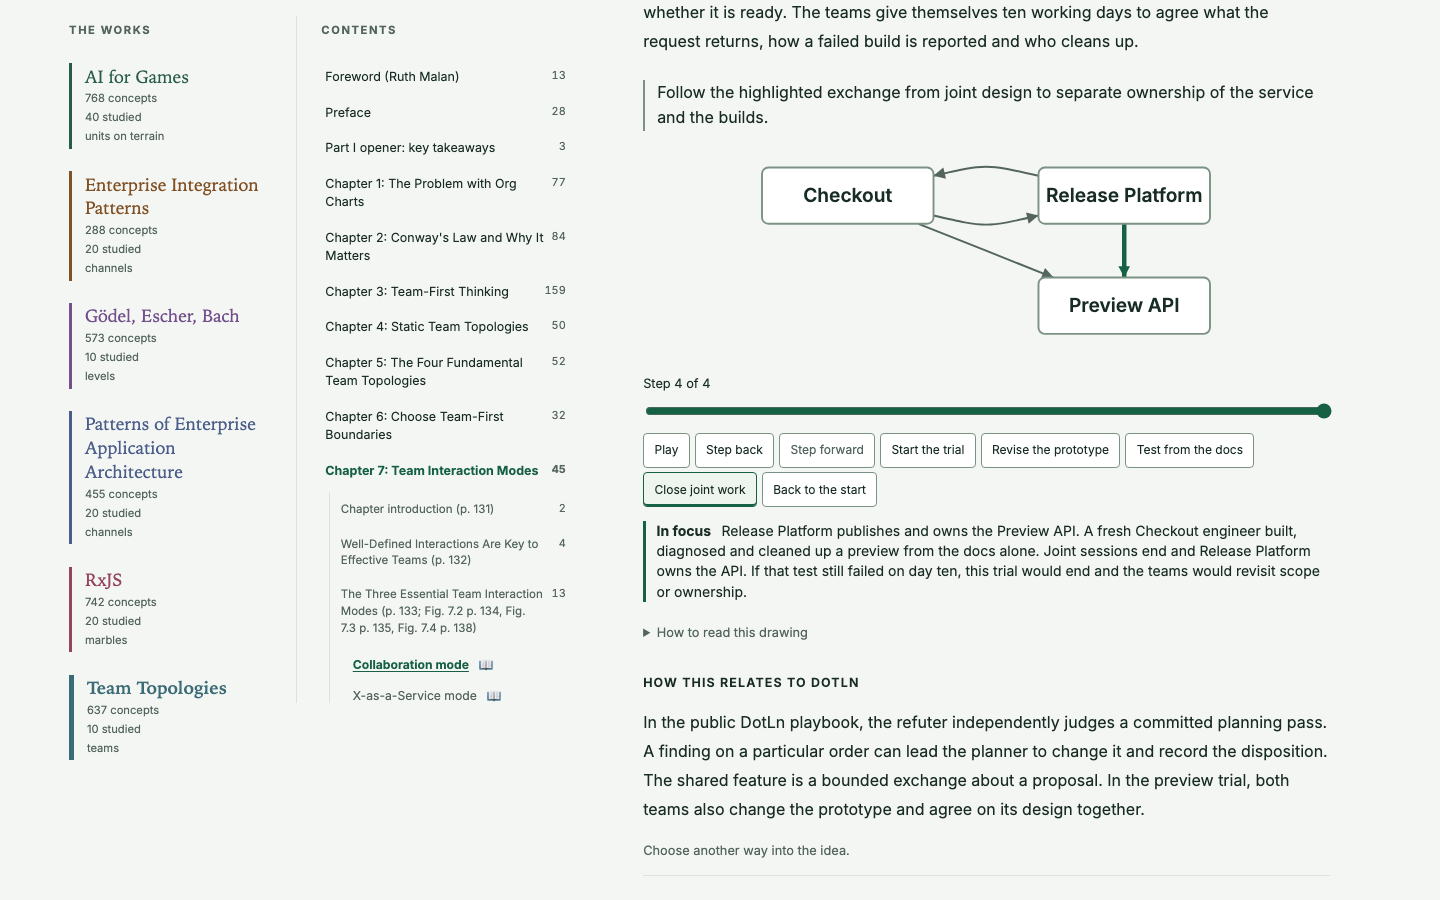 THE WORKS
AI for Games
768 concepts
40 studied
units on terrain
Enterprise Integration
Patterns
288 concepts
20 studied
channels
Gödel, Escher, Bach
573 concepts
10 studied
levels
Patterns of Enterprise
Application
Architecture
455 concepts
20 studied
channels
RxJS
742 concepts
20 studied
marbles
Team Topologies
637 concepts
10 studied
teams
CONTENTS
Foreword (Ruth Malan) 13
Preface 28
Part I opener: key takeaways 3
Chapter 1: The Problem with Org 77
Charts
Chapter 2: Conway's Law and Why It 84
Matters
Chapter 3: Team-First Thinking 159
Chapter 4: Static Team Topologies 50
Chapter 5: The Four Fundamental 52
Team Topologies
Chapter 6: Choose Team-First 32
Boundaries
Chapter 7: Team Interaction Modes 45
Chapter introduction (p. 131) 2
Well-Defined Interactions Are Key to 4
Effective Teams (p. 132)
The Three Essential Team Interaction 13
Modes (p. 133; Fig. 7.2 p. 134, Fig.
7.3 p. 135, Fig. 7.4 p. 138)
Collaboration mode
X-as-a-Service mode
whether it is ready. The teams give themselves ten working days to agree what the
request returns, how a failed build is reported and who cleans up.
Follow the highlighted exchange from joint design to separate ownership of the service
and the builds.
Checkout
Release Platform
Preview API
Step 4 of 4
Play
Step back
Step forward
Start the trial
Revise the prototype
Test from the docs
Close joint work
Back to the start
In focus Release Platform publishes and owns the Preview API. A fresh Checkout engineer built,
diagnosed and cleaned up a preview from the docs alone. Joint sessions end and Release Platform
owns the API. If that test still failed on day ten, this trial would end and the teams would revisit scope
or ownership.
How to read this drawing
HOW THIS RELATES TO DOTLN
In the public DotLn playbook, the refuter independently judges a committed planning pass.
A finding on a particular order can lead the planner to change it and record the disposition.
The shared feature is a bounded exchange about a proposal. In the preview trial, both
teams also change the prototype and agree on its design together.
Choose another way into the idea.